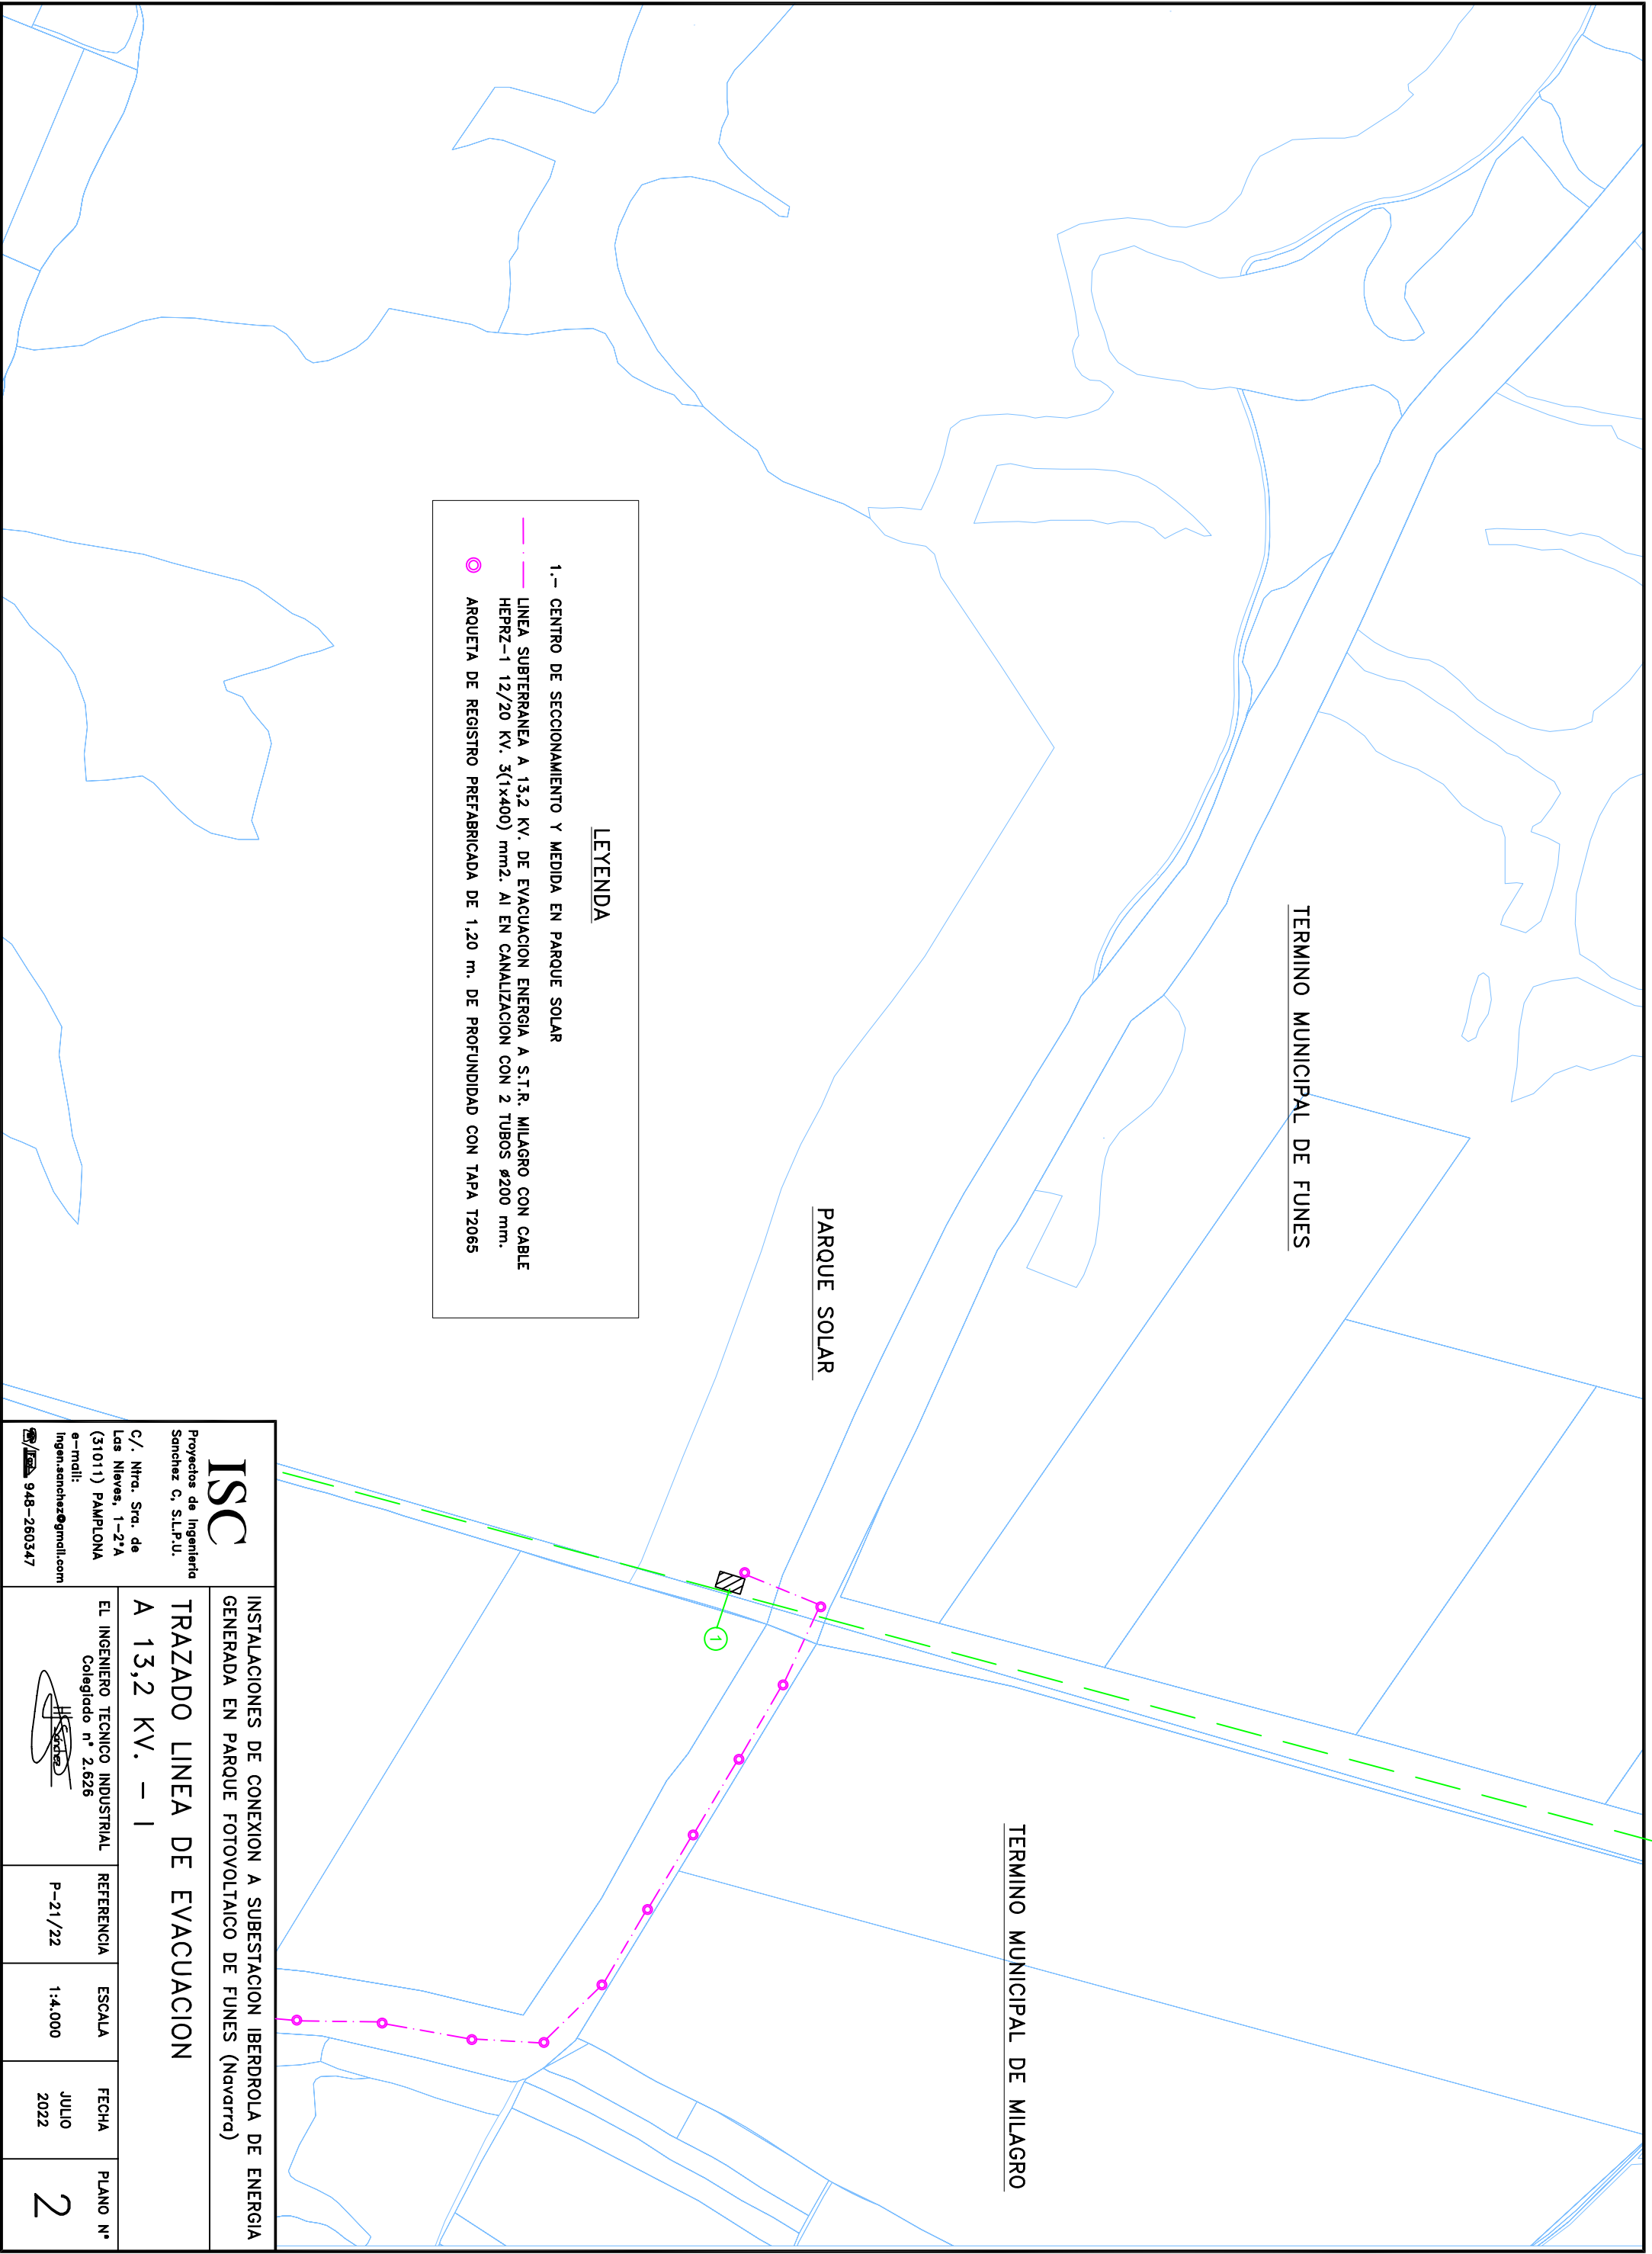 TERMINO MUNICIPAL DE FUNES
TERMINO MUNICIPAL DE MILAGRO
PARQUE SOLAR
1
LEYENDA
1.- CENTRO DE SECCIONAMIENTO Y MEDIDA EN PARQUE SOLAR
LINEA SUBTERRANEA A 13,2 KV. DE EVACUACION ENERGIA A S.T.R. MILAGRO CON CABLE
HEPRZ-1 12/20 KV. 3(1x400) mm2. Al EN CANALIZACION CON 2 TUBOS ø200 mm.
ARQUETA DE REGISTRO PREFABRICADA DE 1,20 m. DE PROFUNDIDAD CON TAPA T2065
ISC
Proyectos de Ingeniería
Sanchez C, S.L.P.U.
C/. Ntra. Sra. de
Las Nieves, 1-2ºA
(31011) PAMPLONA
e-mail:
ingen.sanchez@gmail.com
/Fax. 948-260347
INSTALACIONES DE CONEXION A SUBESTACION IBERDROLA DE ENERGIA
GENERADA EN PARQUE FOTOVOLTAICO DE FUNES (Navarra)
TRAZADO LINEA DE EVACUACION
A 13,2 KV. - I
EL INGENIERO TECNICO INDUSTRIAL
Colegiado nº 2.626
REFERENCIA
P-21/22
ESCALA
1:4.000
FECHA
JULIO
2022
PLANO Nº
2